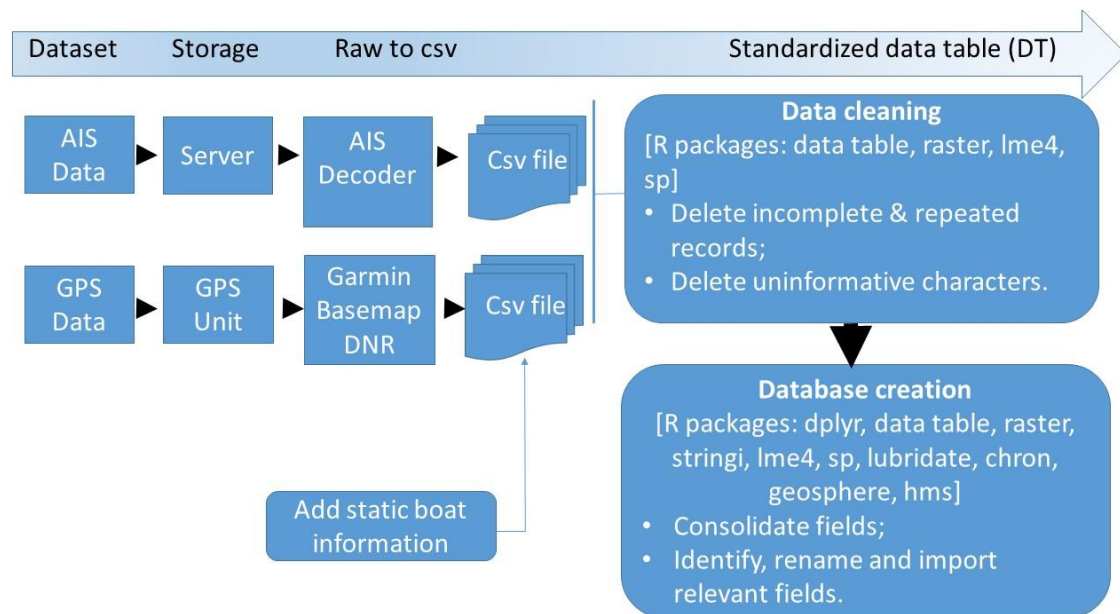 Dataset
Storage
Raw to csv
Standardized data table (DT)
AIS
Data
Server
AIS
Decoder
Csv file
GPS
Data
GPS
Unit
Garmin
Basemap
DNR
Csv file
Add static boat
information
Data cleaning
[R packages: data table, raster, lme4,
sp]
• Delete incomplete & repeated
records;
• Delete uninformative characters.
Database creation
[R packages: dplyr, data table, raster,
stringi, lme4, sp, lubridate, chron,
geosphere, hms]
• Consolidate fields;
• Identify, rename and import
relevant fields.